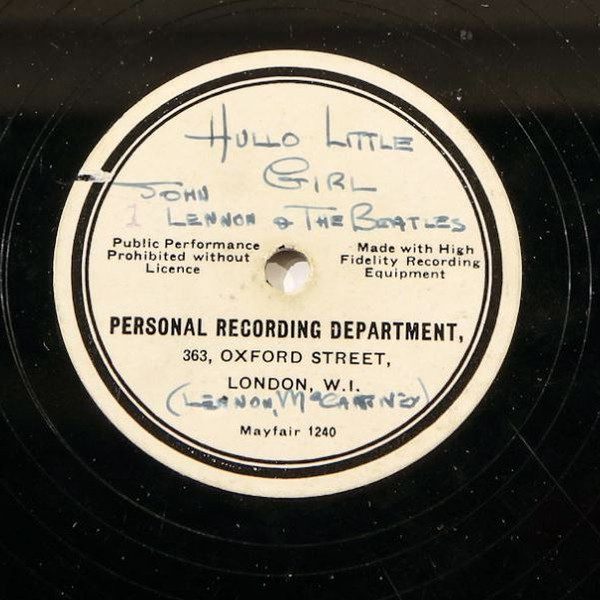 HULLO LITTLE
GIRL
JOHN
1 LENNON & THE BEATLES
Public Performance
Prohibited without
Licence
Made with High
Fidelity Recording
Equipment
PERSONAL RECORDING DEPARTMENT,
363, OXFORD STREET,
LONDON, W.I.
(LENNON, McCARTNEY)
Mayfair 1240